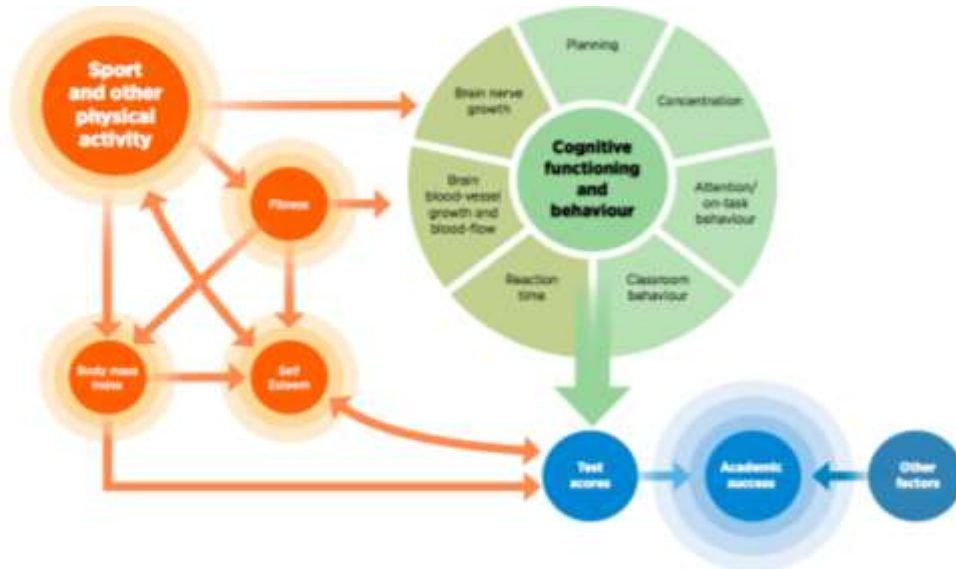 Sport
and other
physical
activity
Planning
Brain nerve
growth
Concentration
Cognitive
functioning
and
behaviour
Fitness
Brain
blood-vessel
growth and
blood-flow
Attention/
on-task
behaviour
Reaction
time
Classroom
behaviour
Body mass
Index
Self
Esteem
Test
scores
Academic
success
Other
factors